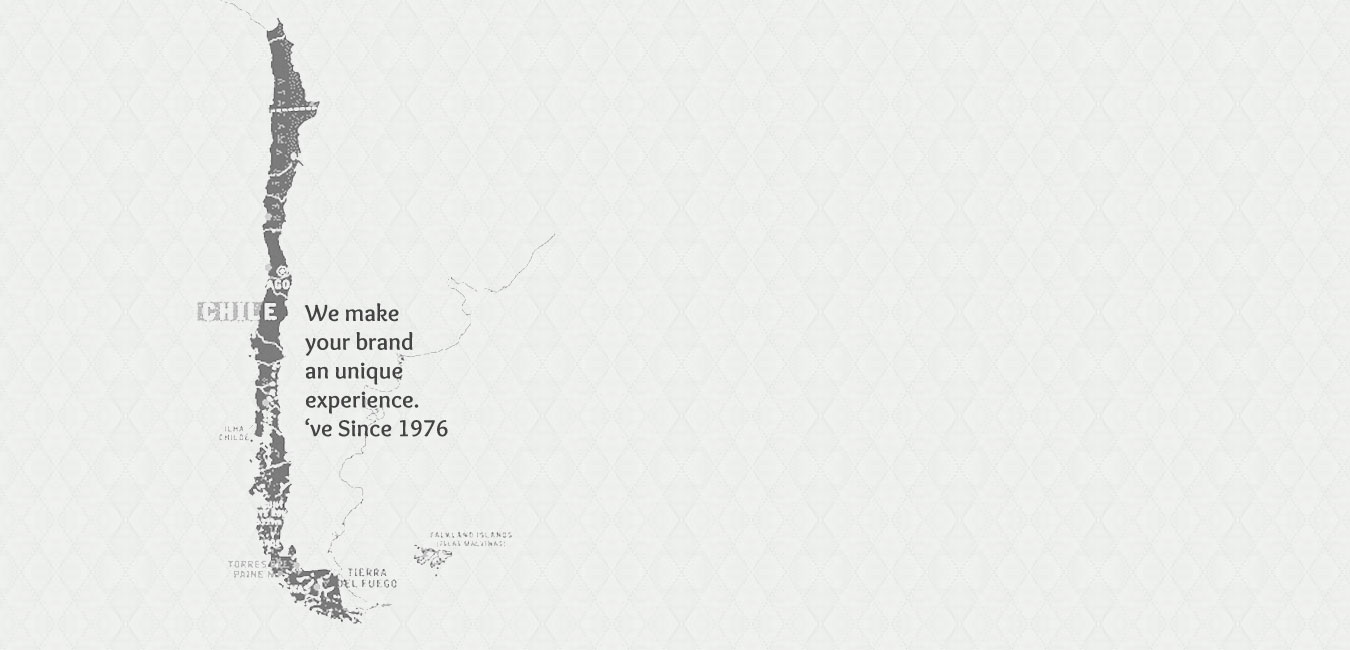 AGO
CHILE
We make
your brand
an unique
experience.
‘ve Since 1976
ILHA
CHILOÉ
FALKLAND ISLANDS
(ISLAS MALVINAS)
TORRES DEL
PAINE N.
TIERRA
DEL FUEGO